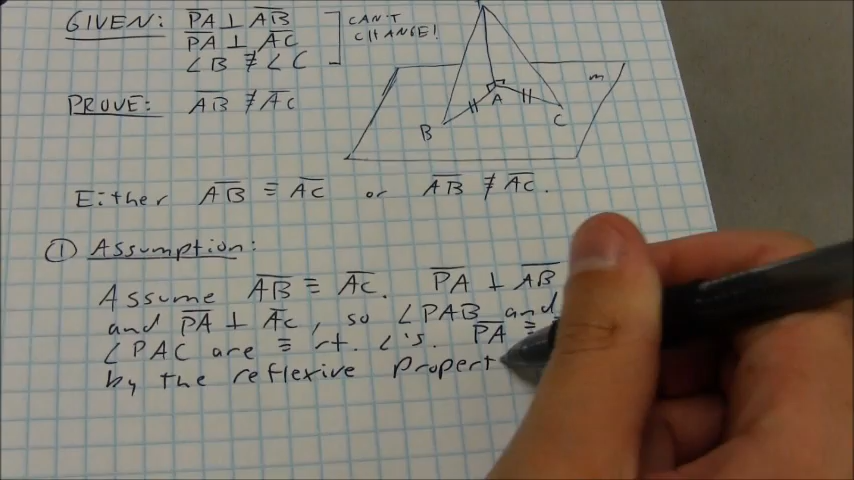 GIVEN: PA ⊥ AB
PA ⊥ AC
∠B ≇ ∠C
CAN'T
CHANGE!
PROVE: AB ≇ AC
m
A
B
C
Either AB ≅ AC or AB ≇ AC.
① Assumption:
Assume AB ≡ AC. PA ⊥ AB
and PA ⊥ AC, so ∠PAB and
∠PAC are ≅ rt. ∠'s. PA ≅
by the reflexive Propert